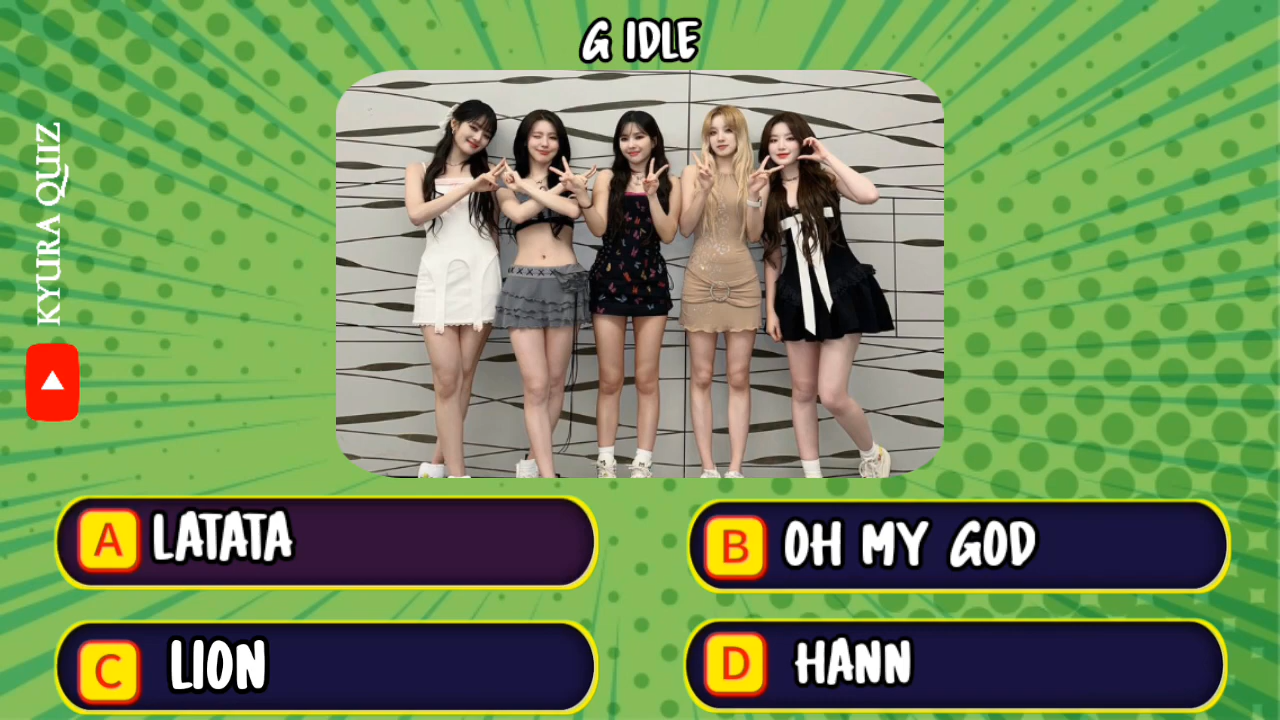 G IDLE
KYURA QUIZ
A LATATA
B OH MY GOD
C LION
D HANN